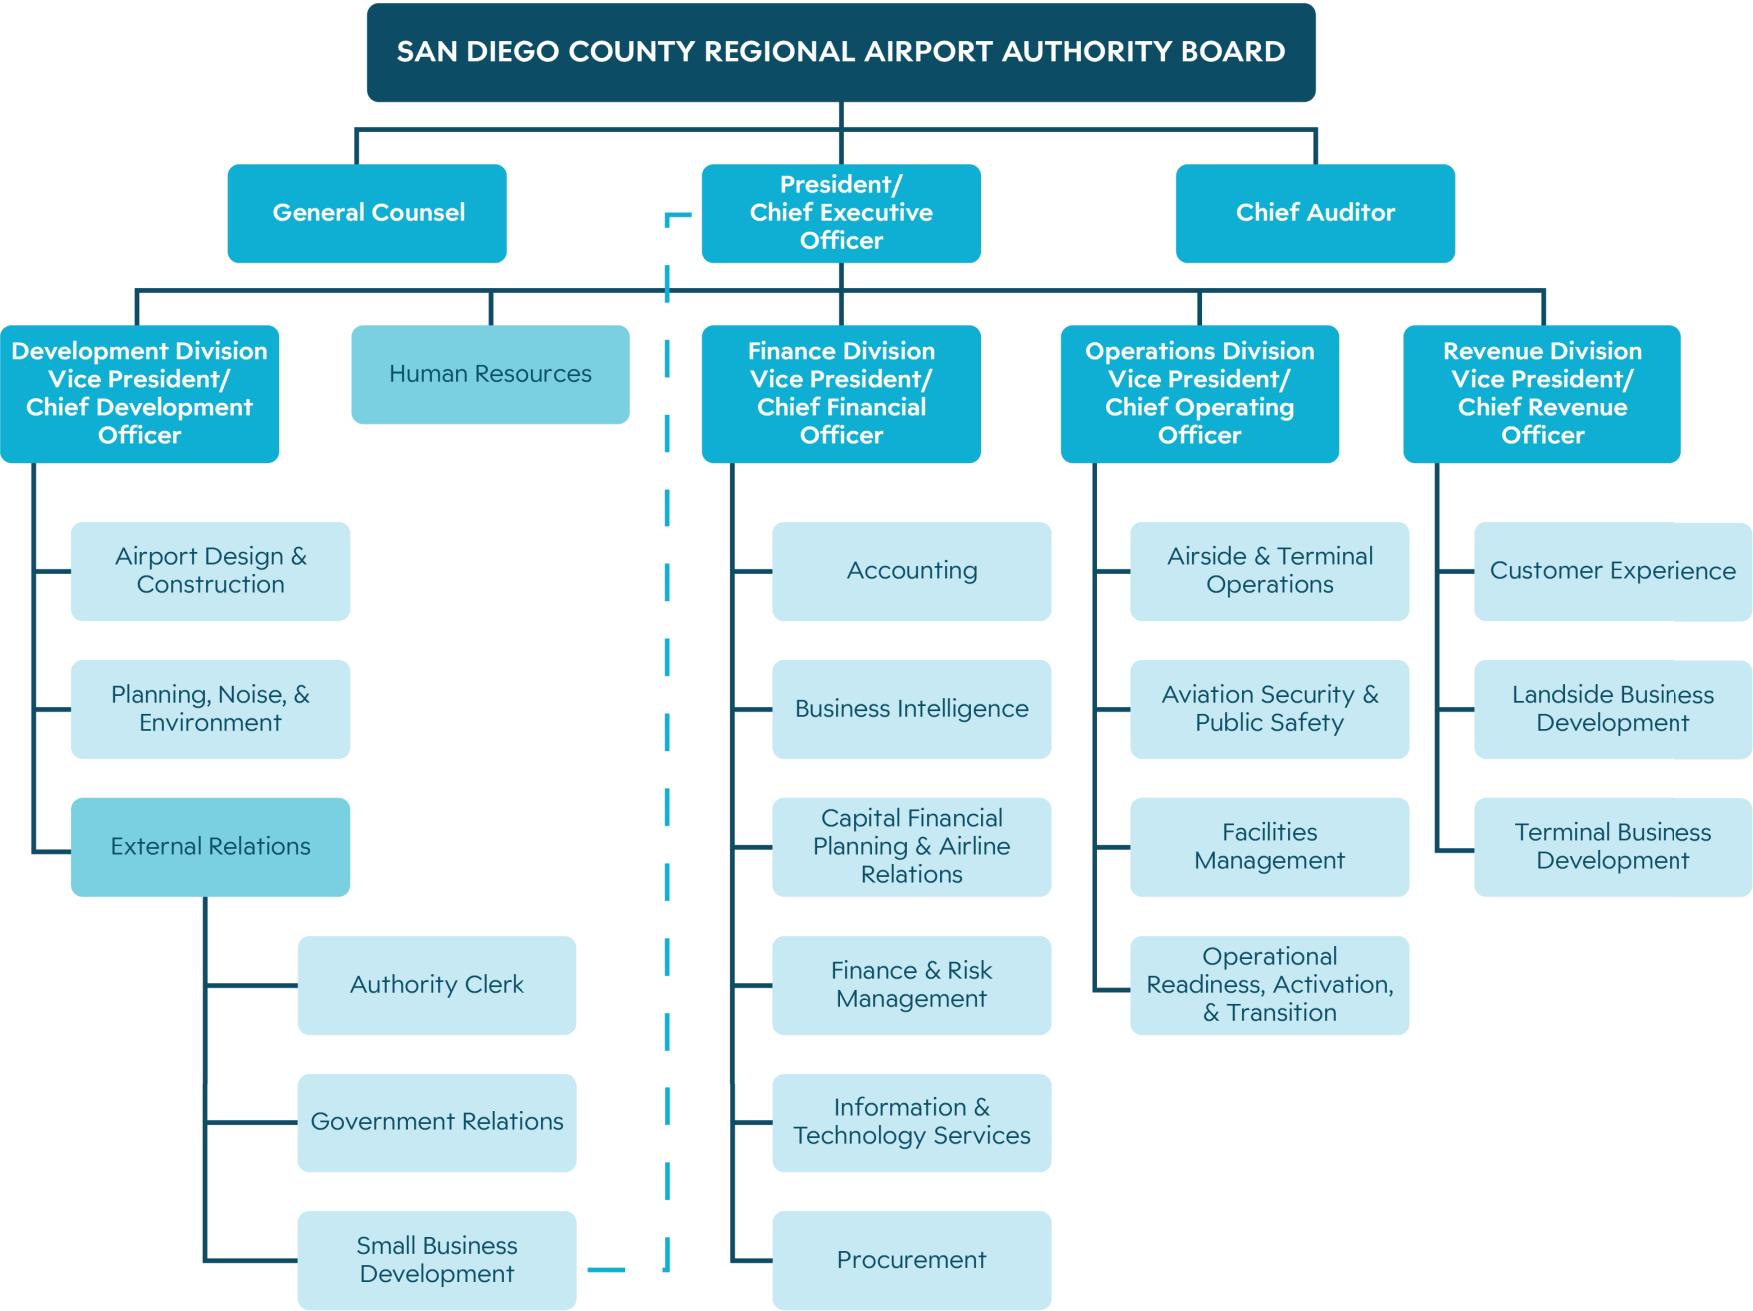 SAN DIEGO COUNTY REGIONAL AIRPORT AUTHORITY BOARD
General Counsel
President/
Chief Executive
Officer
Chief Auditor
Development Division
Vice President/
Chief Development
Officer
Human Resources
Finance Division
Vice President/
Chief Financial
Officer
Operations Division
Vice President/
Chief Operating
Officer
Revenue Division
Vice President/
Chief Revenue
Officer
Airport Design &
Construction
Planning, Noise, &
Environment
External Relations
Authority Clerk
Government Relations
Small Business
Development
Accounting
Business Intelligence
Capital Financial
Planning & Airline
Relations
Finance & Risk
Management
Information &
Technology Services
Procurement
Airside & Terminal
Operations
Aviation Security &
Public Safety
Facilities
Management
Operational
Readiness, Activation,
& Transition
Customer Experience
Landside Business
Development
Terminal Business
Development